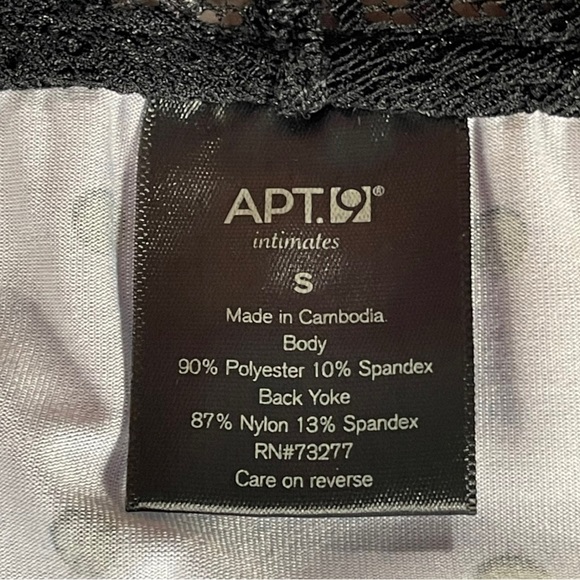 APT.9®
intimates
S
Made in Cambodia
Body
90% Polyester 10% Spandex
Back Yoke
87% Nylon 13% Spandex
RN#73277
Care on reverse